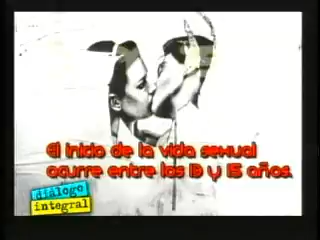 El inicio de la vida sexual
ocurre entre los 13 y 15 años.
diálogo
integral